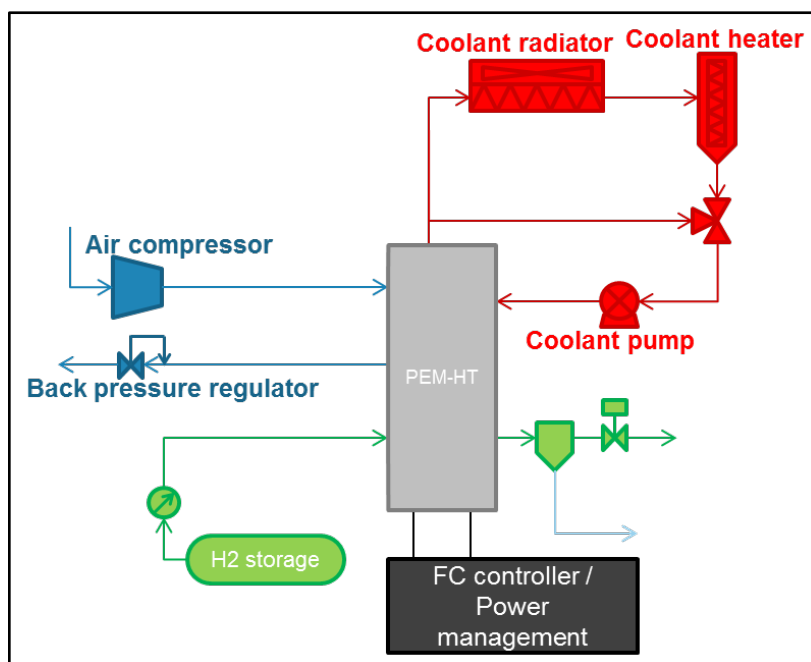 Coolant radiator
Coolant heater
Air compressor
Coolant pump
Back pressure regulator
PEM-HT
H2 storage
FC controller /
Power
management